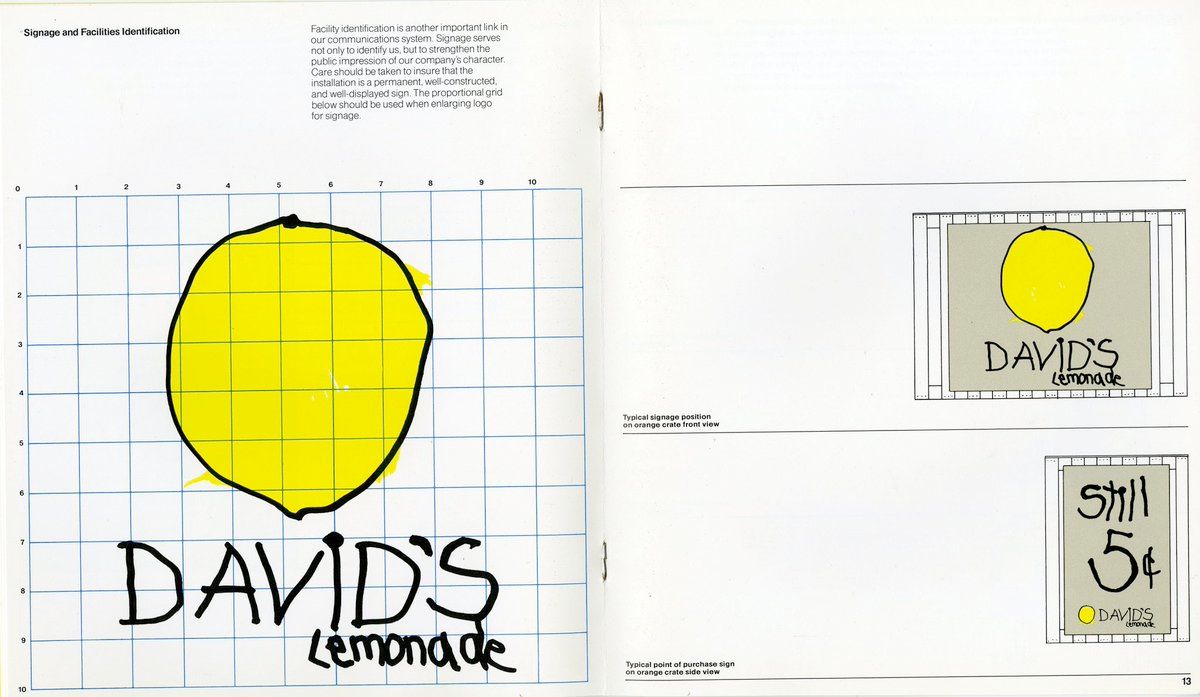 Signage and Facilities Identification
Facility identification is another important link in
our communications system. Signage serves
not only to identify us, but to strengthen the
public impression of our company's character.
Care should be taken to insure that the
installation is a permanent, well-constructed,
and well-displayed sign. The proportional grid
below should be used when enlarging logo
for signage.
0 1 2 3 4 5 6 7 8 9 10
1
2
3
4
5
6
7
8
9
10
DAViD'S
Lemonade
DAViD'S
Lemonade
Typical signage position
on orange crate front view
Still
5¢
DAViD'S
Lemonade
Typical point of purchase sign
on orange crate side view
13